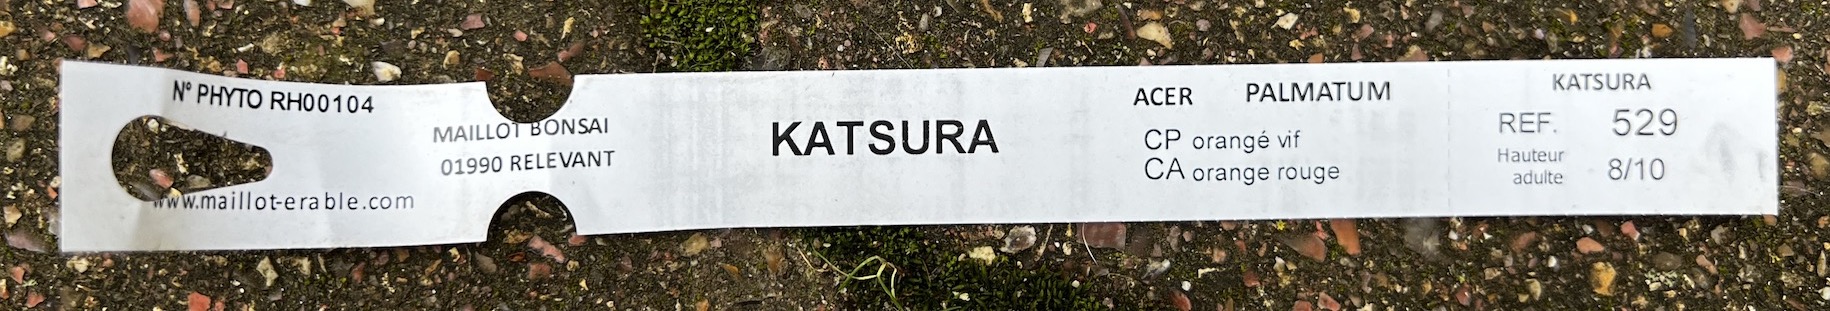 N° PHYTO RH00104
www.maillot-erable.com
MAILLOT BONSAI
01990 RELEVANT
KATSURA
ACER PALMATUM
CP orangé vif
CA orange rouge
KATSURA
REF. 529
Hauteur
adulte 8/10